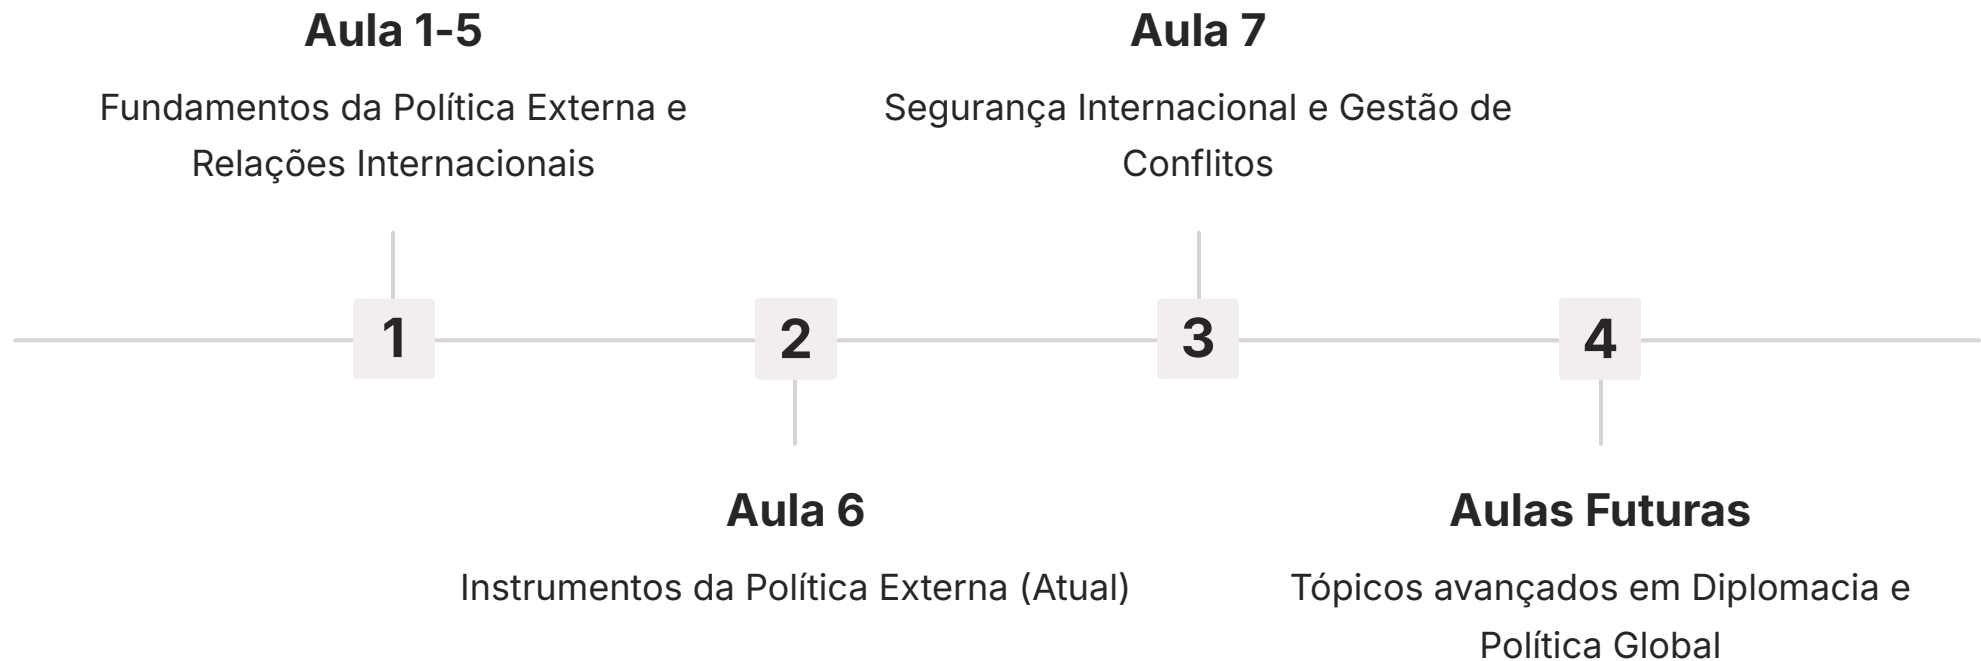 Aula 1-5
Fundamentos da Política Externa e
Relações Internacionais
Aula 7
Segurança Internacional e Gestão de
Conflitos
1
2
3
4
Aula 6
Instrumentos da Política Externa (Atual)
Aulas Futuras
Tópicos avançados em Diplomacia e
Política Global